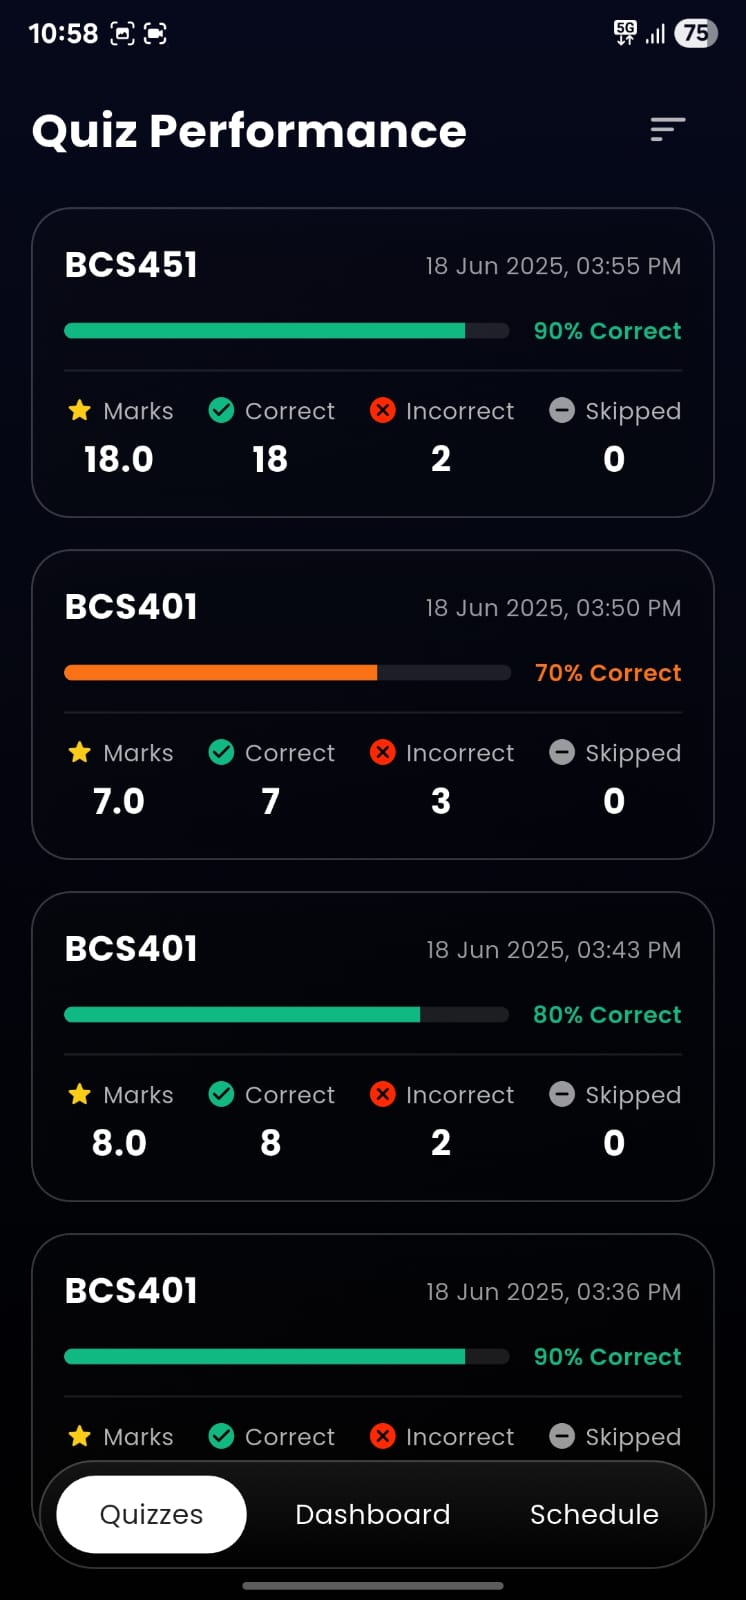 10:58 5G 75
Quiz Performance
BCS451 18 Jun 2025, 03:55 PM
90% Correct
Marks Correct Incorrect Skipped
18.0 18 2 0
BCS401 18 Jun 2025, 03:50 PM
70% Correct
Marks Correct Incorrect Skipped
7.0 7 3 0
BCS401 18 Jun 2025, 03:43 PM
80% Correct
Marks Correct Incorrect Skipped
8.0 8 2 0
BCS401 18 Jun 2025, 03:36 PM
90% Correct
Marks Correct Incorrect Skipped
Quizzes Dashboard Schedule